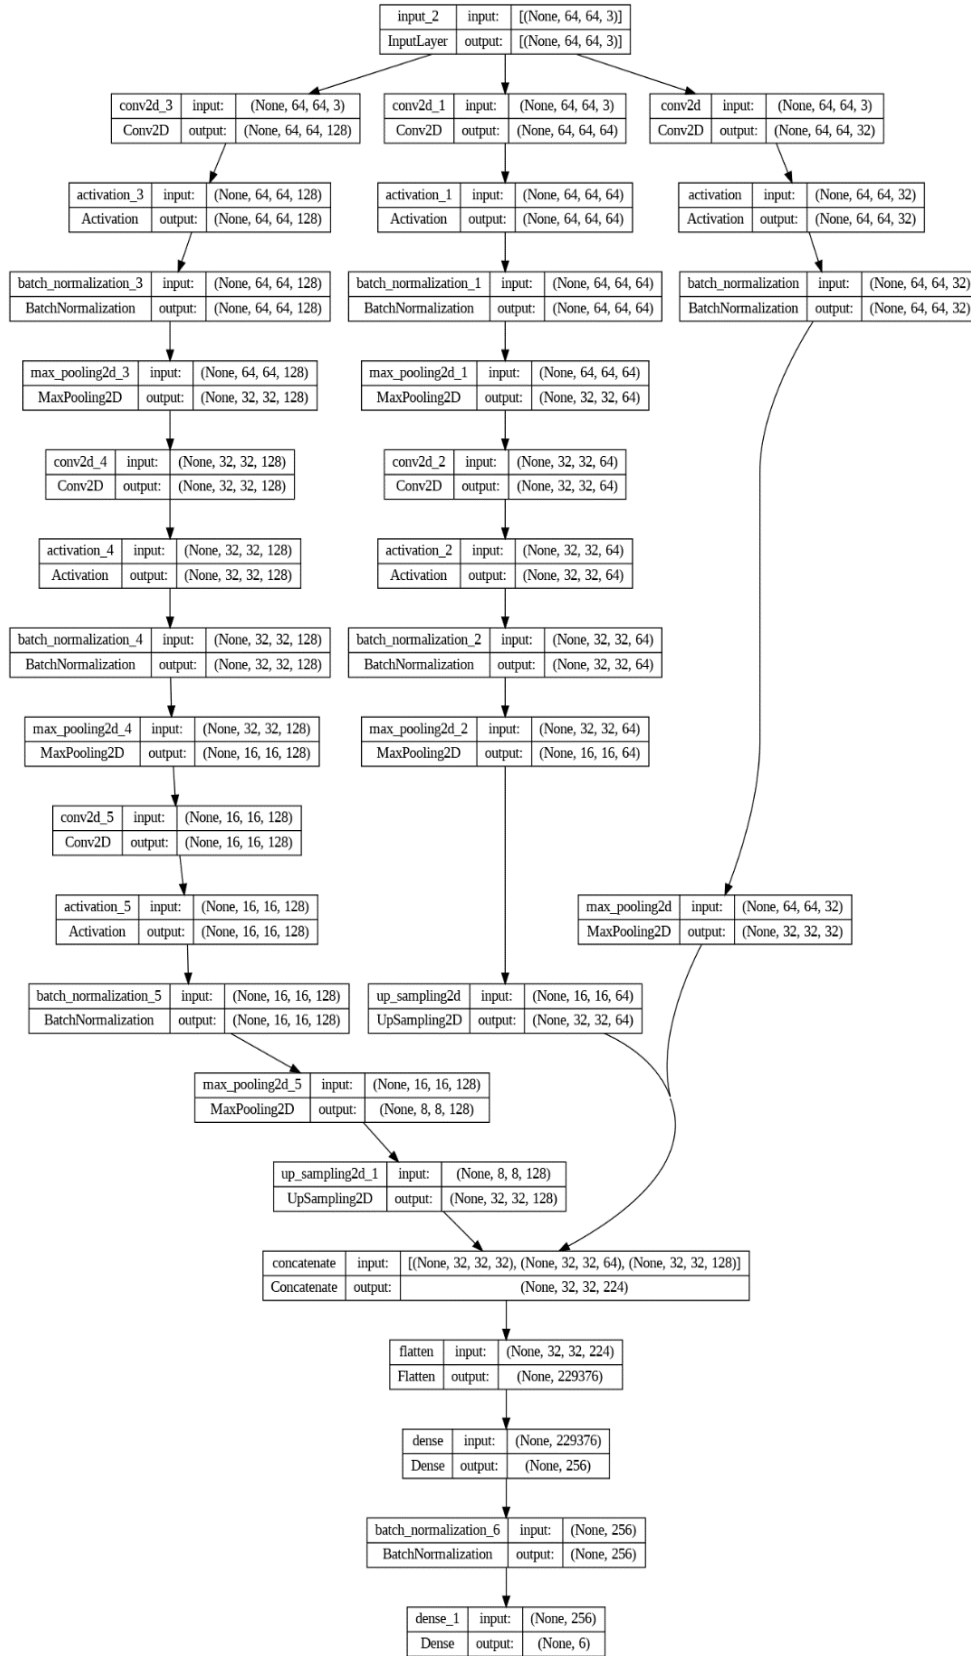 input_2 input: [(None, 64, 64, 3)]
InputLayer output: [(None, 64, 64, 3)]
conv2d_3 input: (None, 64, 64, 3)
Conv2D output: (None, 64, 64, 128)
conv2d_1 input: (None, 64, 64, 3)
Conv2D output: (None, 64, 64, 64)
conv2d input: (None, 64, 64, 3)
Conv2D output: (None, 64, 64, 32)
activation_3 input: (None, 64, 64, 128)
Activation output: (None, 64, 64, 128)
activation_1 input: (None, 64, 64, 64)
Activation output: (None, 64, 64, 64)
activation input: (None, 64, 64, 32)
Activation output: (None, 64, 64, 32)
batch_normalization_3 input: (None, 64, 64, 128)
BatchNormalization output: (None, 64, 64, 128)
batch_normalization_1 input: (None, 64, 64, 64)
BatchNormalization output: (None, 64, 64, 64)
batch_normalization input: (None, 64, 64, 32)
BatchNormalization output: (None, 64, 64, 32)
max_pooling2d_3 input: (None, 64, 64, 128)
MaxPooling2D output: (None, 32, 32, 128)
max_pooling2d_1 input: (None, 64, 64, 64)
MaxPooling2D output: (None, 32, 32, 64)
conv2d_4 input: (None, 32, 32, 128)
Conv2D output: (None, 32, 32, 128)
conv2d_2 input: (None, 32, 32, 64)
Conv2D output: (None, 32, 32, 64)
activation_4 input: (None, 32, 32, 128)
Activation output: (None, 32, 32, 128)
activation_2 input: (None, 32, 32, 64)
Activation output: (None, 32, 32, 64)
batch_normalization_4 input: (None, 32, 32, 128)
BatchNormalization output: (None, 32, 32, 128)
batch_normalization_2 input: (None, 32, 32, 64)
BatchNormalization output: (None, 32, 32, 64)
max_pooling2d_4 input: (None, 32, 32, 128)
MaxPooling2D output: (None, 16, 16, 128)
max_pooling2d_2 input: (None, 32, 32, 64)
MaxPooling2D output: (None, 16, 16, 64)
conv2d_5 input: (None, 16, 16, 128)
Conv2D output: (None, 16, 16, 128)
activation_5 input: (None, 16, 16, 128)
Activation output: (None, 16, 16, 128)
max_pooling2d input: (None, 64, 64, 32)
MaxPooling2D output: (None, 32, 32, 32)
batch_normalization_5 input: (None, 16, 16, 128)
BatchNormalization output: (None, 16, 16, 128)
up_sampling2d input: (None, 16, 16, 64)
UpSampling2D output: (None, 32, 32, 64)
max_pooling2d_5 input: (None, 16, 16, 128)
MaxPooling2D output: (None, 8, 8, 128)
up_sampling2d_1 input: (None, 8, 8, 128)
UpSampling2D output: (None, 32, 32, 128)
concatenate input: [(None, 32, 32, 32), (None, 32, 32, 64), (None, 32, 32, 128)]
Concatenate output: (None, 32, 32, 224)
flatten input: (None, 32, 32, 224)
Flatten output: (None, 229376)
dense input: (None, 229376)
Dense output: (None, 256)
batch_normalization_6 input: (None, 256)
BatchNormalization output: (None, 256)
dense_1 input: (None, 256)
Dense output: (None, 6)